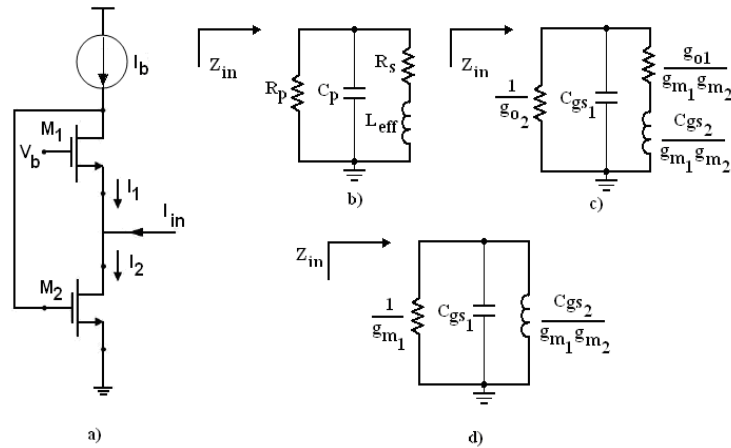 I_b
M_1
V_b
I_1
I_in
I_2
M_2
a)
Z_in
R_p
C_p
R_s
L_eff
b)
Z_in
1
g_o2
C_gs1
g_o1
g_m1 g_m2
C_gs2
g_m1 g_m2
c)
Z_in
1
g_m1
C_gs1
C_gs2
g_m1 g_m2
d)